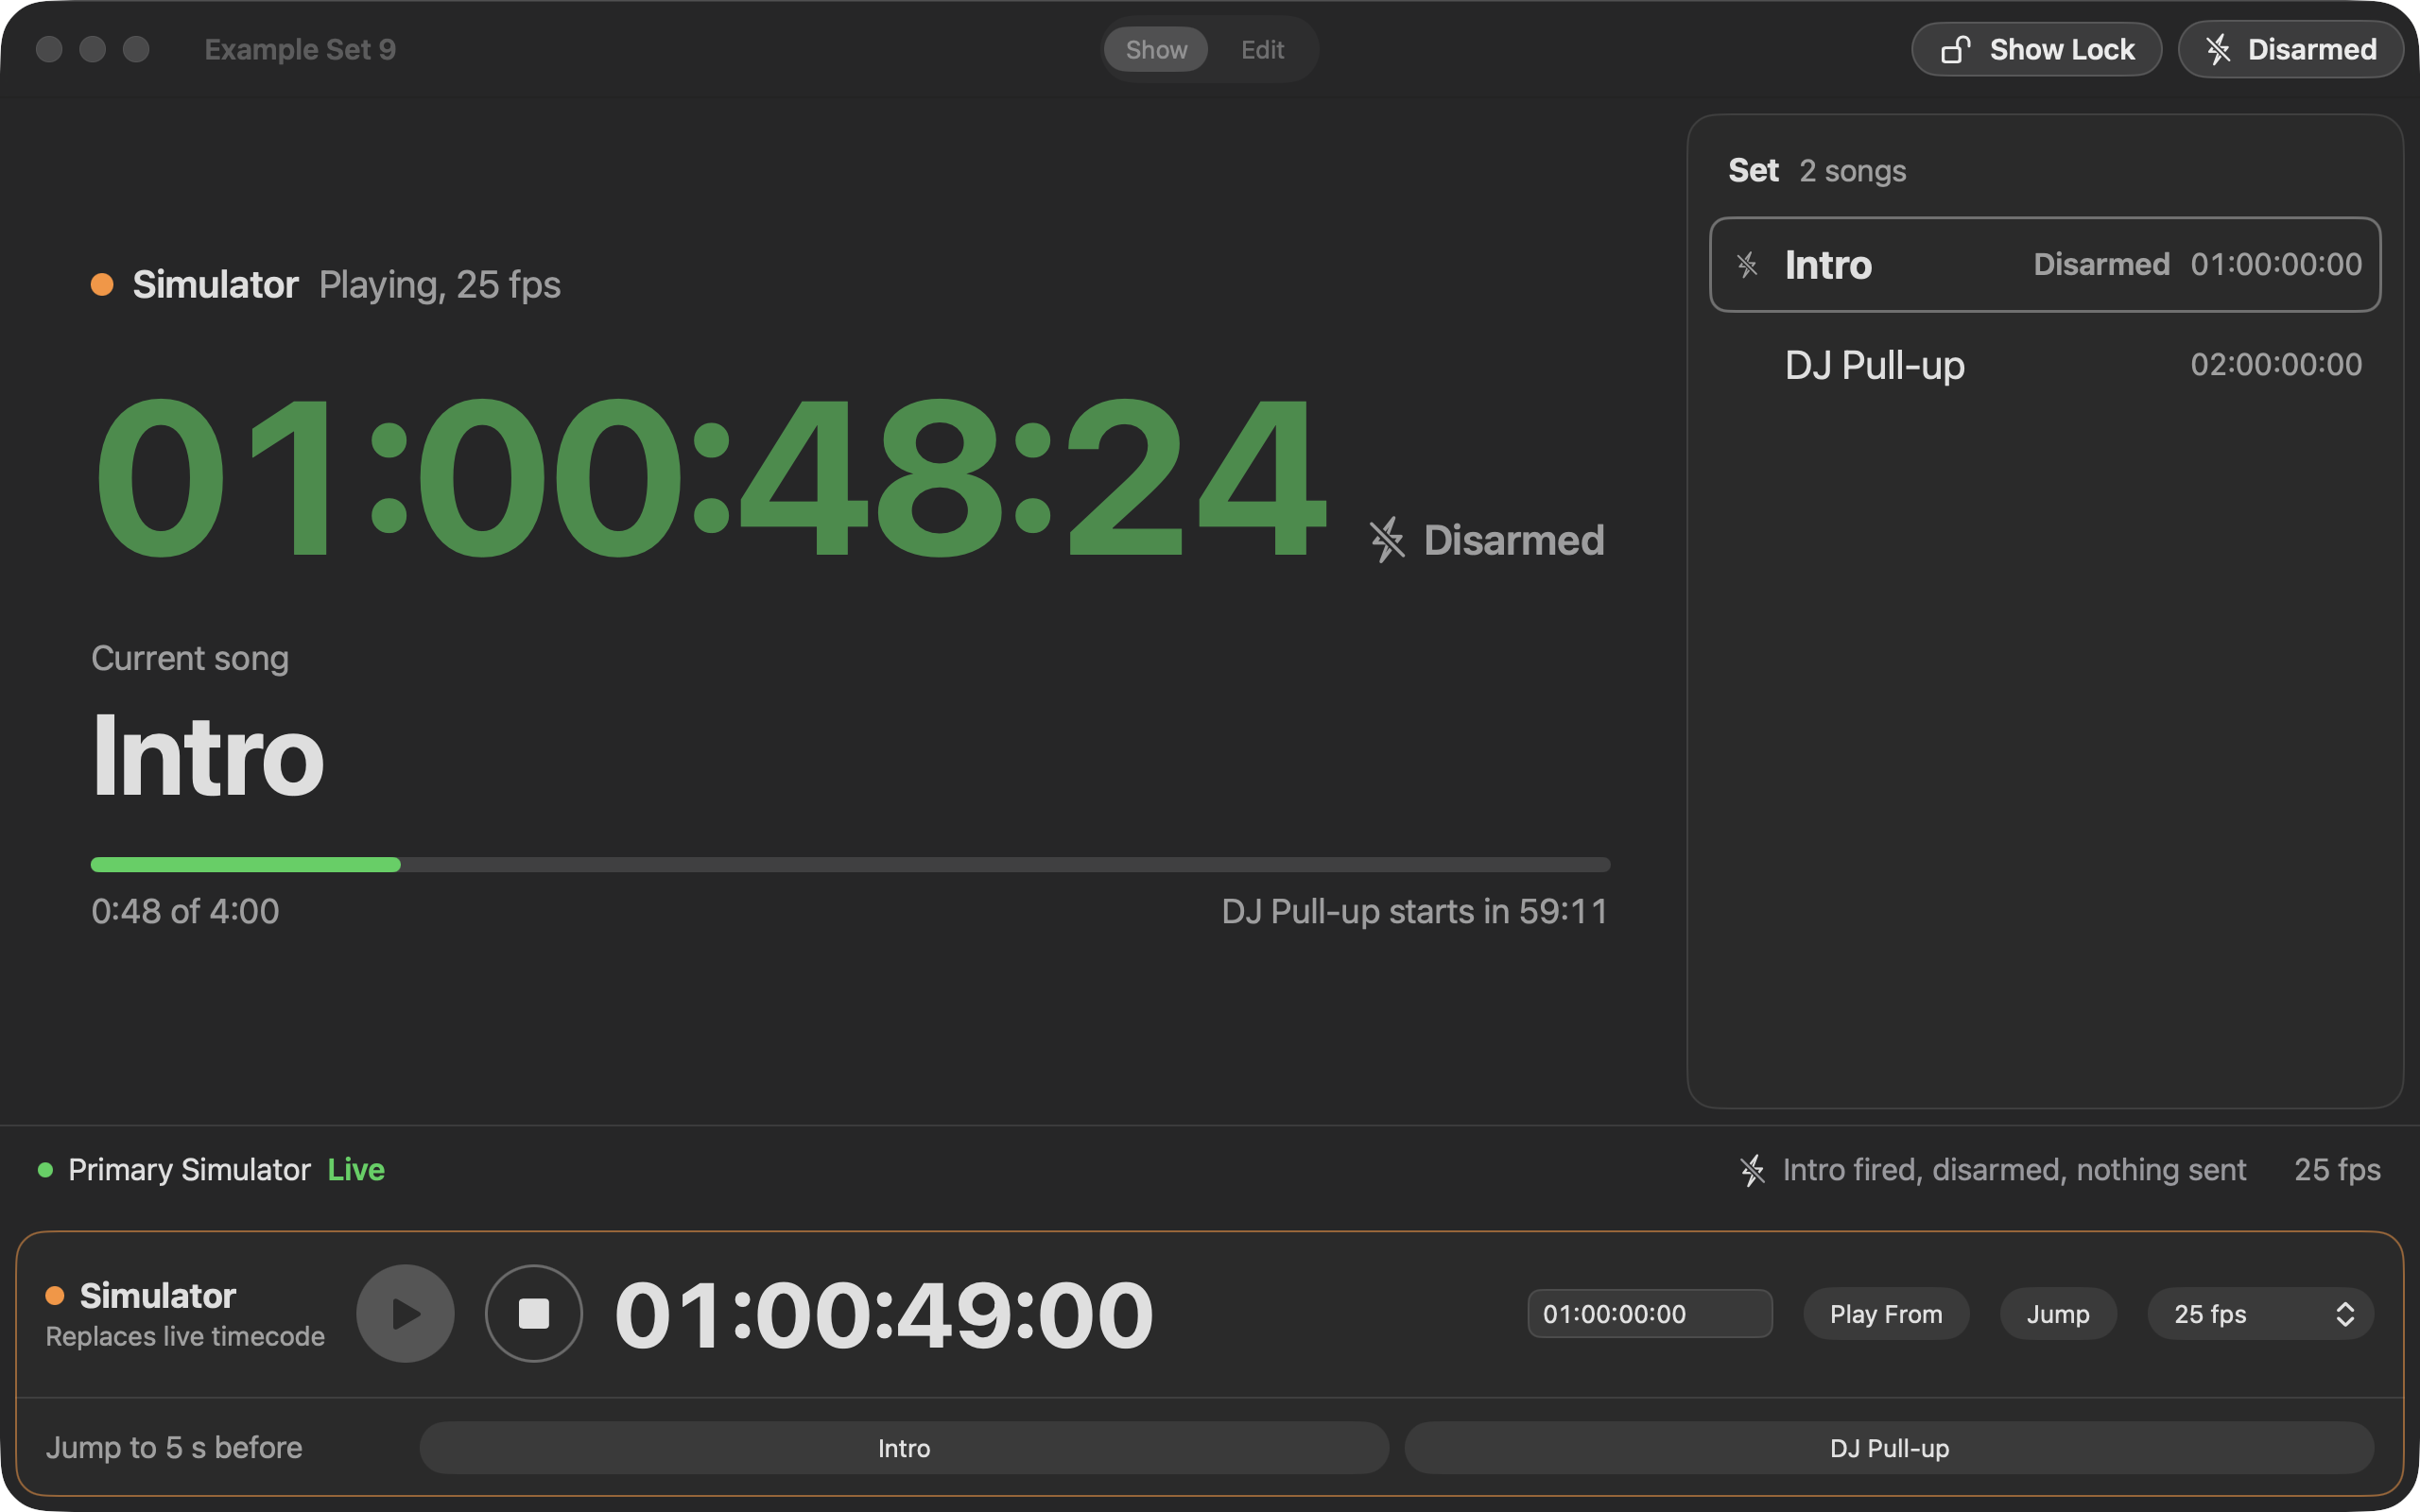 Example Set 9
Show Edit
Show Lock
Disarmed
Simulator Playing, 25 fps
01:00:48:24
Disarmed
Current song
Intro
0:48 of 4:00
DJ Pull-up starts in 59:11
Set 2 songs
Intro Disarmed 01:00:00:00
DJ Pull-up 02:00:00:00
Primary Simulator Live
Intro fired, disarmed, nothing sent 25 fps
Simulator
Replaces live timecode
01:00:49:00
01:00:00:00
Play From
Jump
25 fps
Jump to 5 s before
Intro
DJ Pull-up